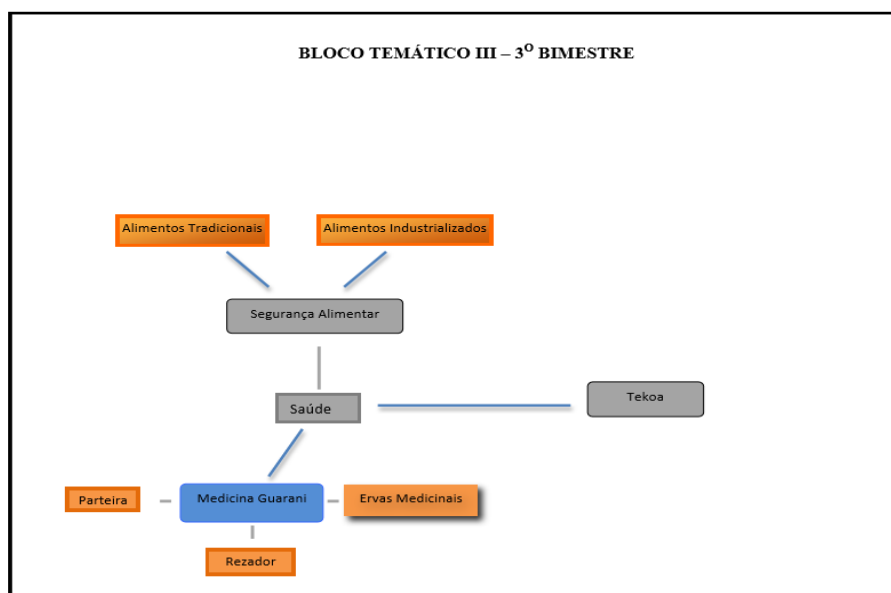 BLOCO TEMÁTICO III – 3º BIMESTRE
Alimentos Tradicionais
Alimentos Industrializados
Segurança Alimentar
Saúde
Tekoa
Parteira
Medicina Guarani
Ervas Medicinais
Rezador